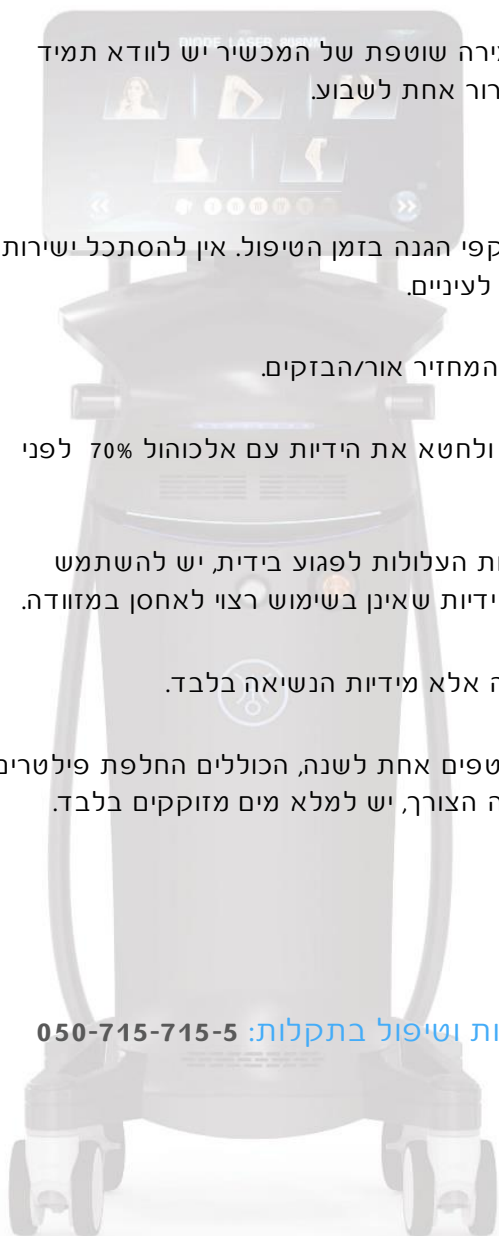 DIODE LASER 808NM
ירה שוטפת של המכשיר יש לוודא תמיד
רור אחת לשבוע.
קפי הגנה בזמן הטיפול. אין להסתכל ישירות
לעיניים.
המחזיר אור/הבזקים.
ולחטא את הידיות עם אלכוהול 70% לפני
ות העלולות לפגוע בידית, יש להשתמש
ידיות שאינן בשימוש רצוי לאחסן במזוודה.
ה אלא מידיות הנשיאה בלבד.
טפים אחת לשנה, הכוללים החלפת פילטרים
ה הצורך, יש למלא מים מזוקקים בלבד.
ות וטיפול בתקלות: 050-715-715-5